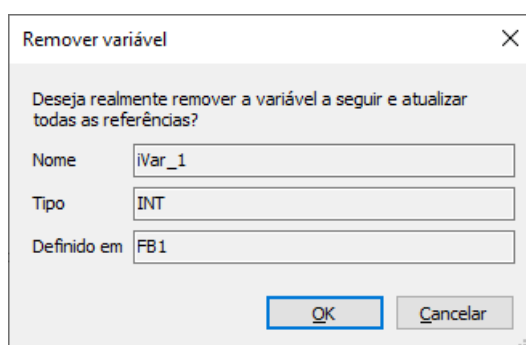 Remover variável
Deseja realmente remover a variável a seguir e atualizar
todas as referências?
Nome iVar_1
Tipo INT
Definido em FB1
OK Cancelar